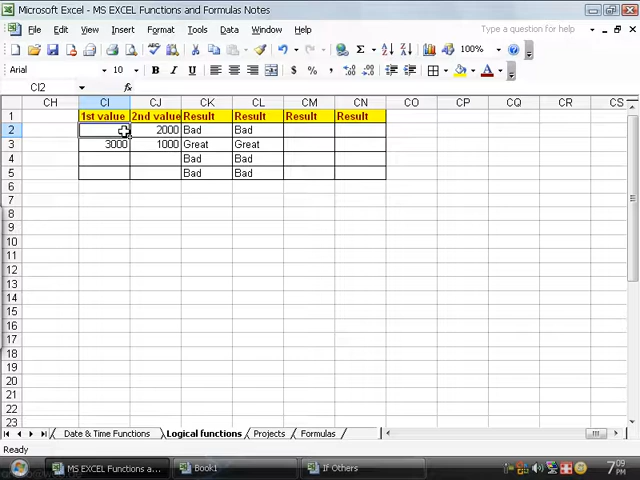 Microsoft Excel - MS EXCEL Functions and Formulas Notes
File Edit View Insert Format Tools Data Window Help Type a question for help
100%
Arial 10 B I U $ %
CI2 fx
CH CI CJ CK CL CM CN CO CP CQ CR CS
1 1st value 2nd value Result Result Result Result
2 2000 Bad Bad
3 3000 1000 Great Great
4 Bad Bad
5 Bad Bad
6
7
8
9
10
11
12
13
14
15
16
17
18
19
20
21
22
23
Date & Time Functions Logical functions Projects Formulas
Ready
MS EXCEL Functions a... Book1 If Others 7:09 PM